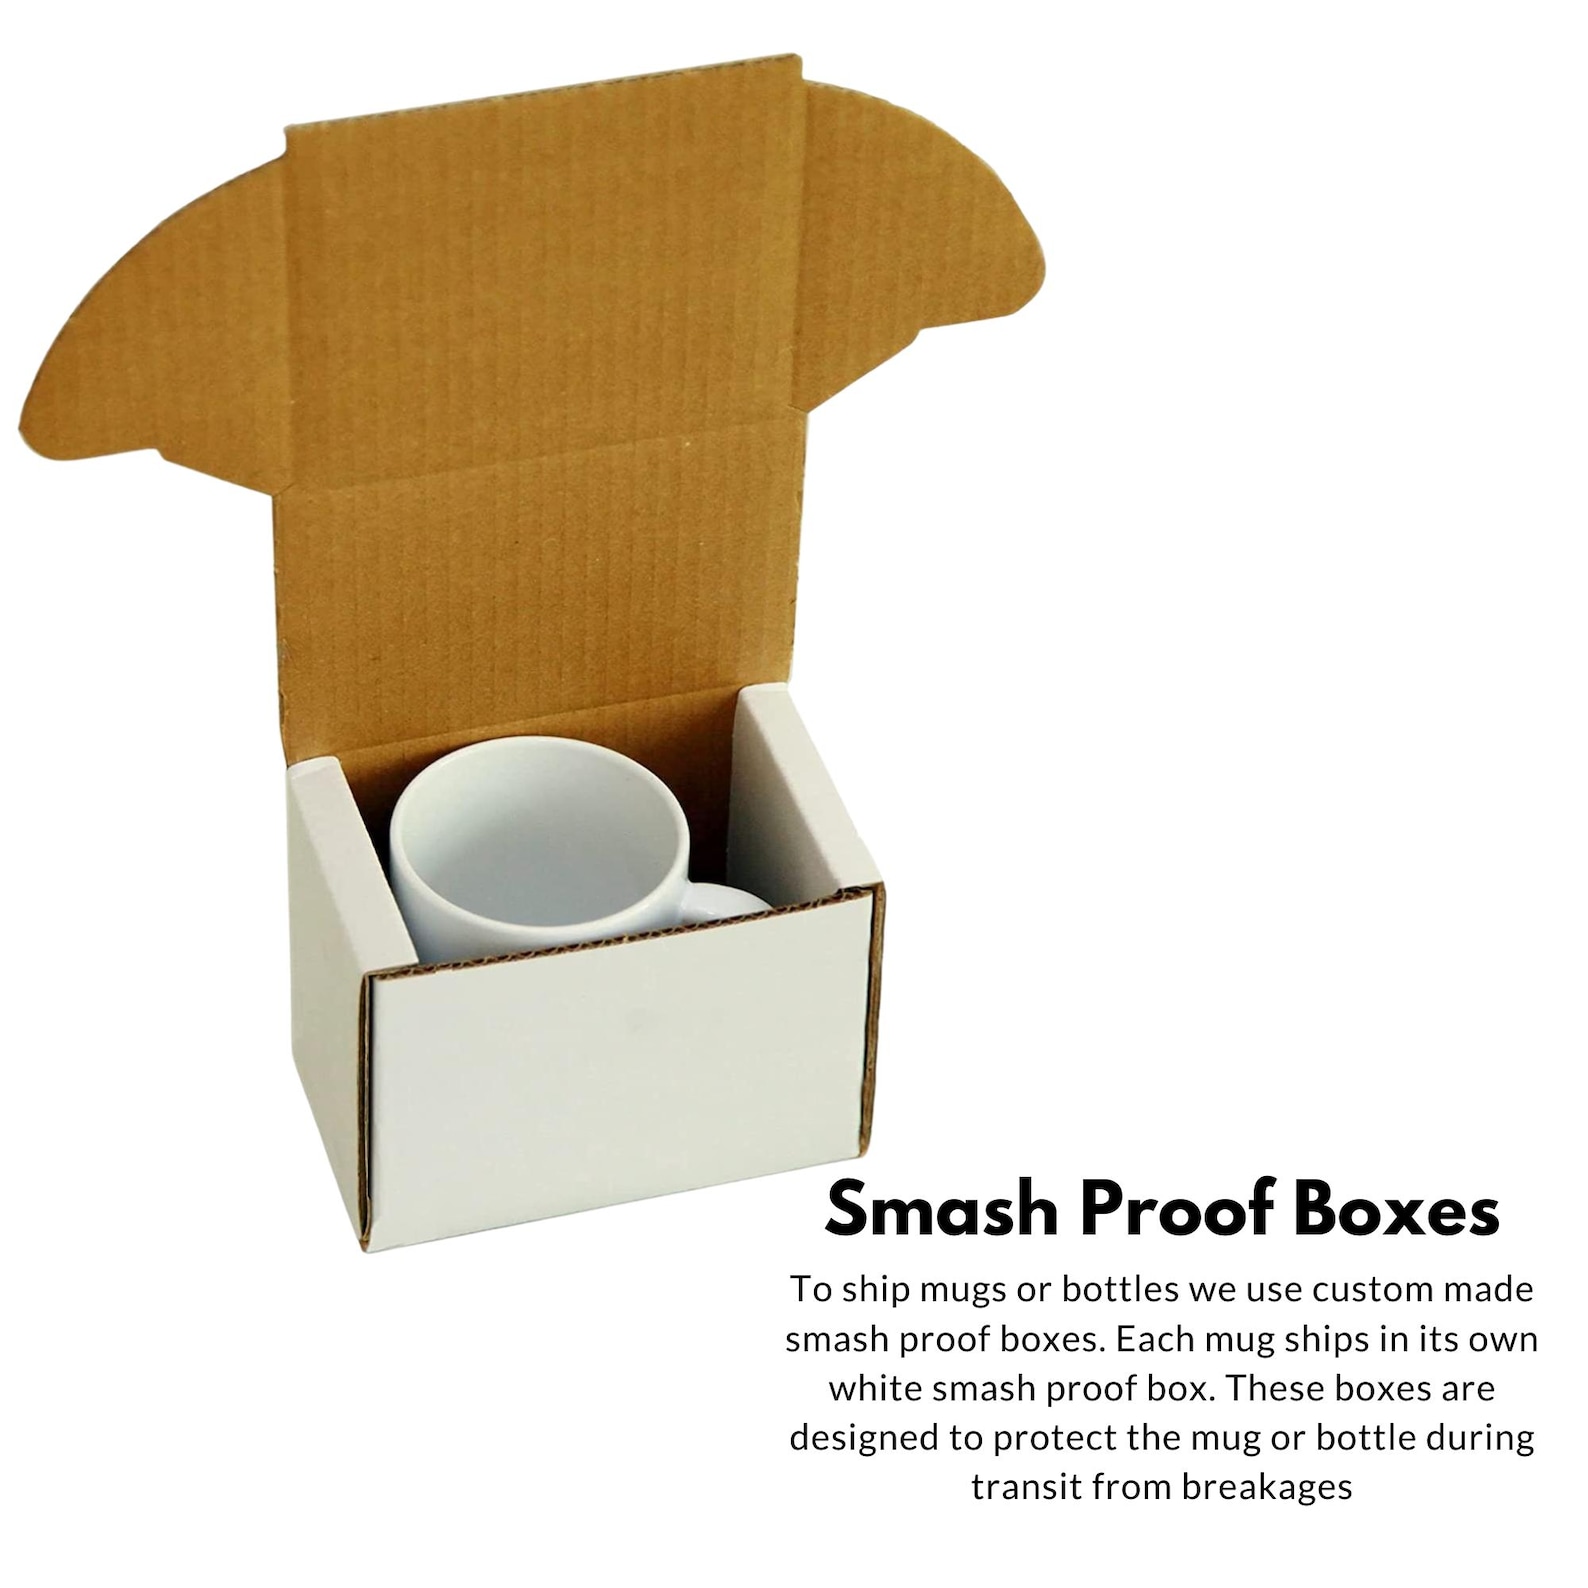 Smash Proof Boxes
To ship mugs or bottles we use custom made
smash proof boxes. Each mug ships in its own
white smash proof box. These boxes are
designed to protect the mug or bottle during
transit from breakages